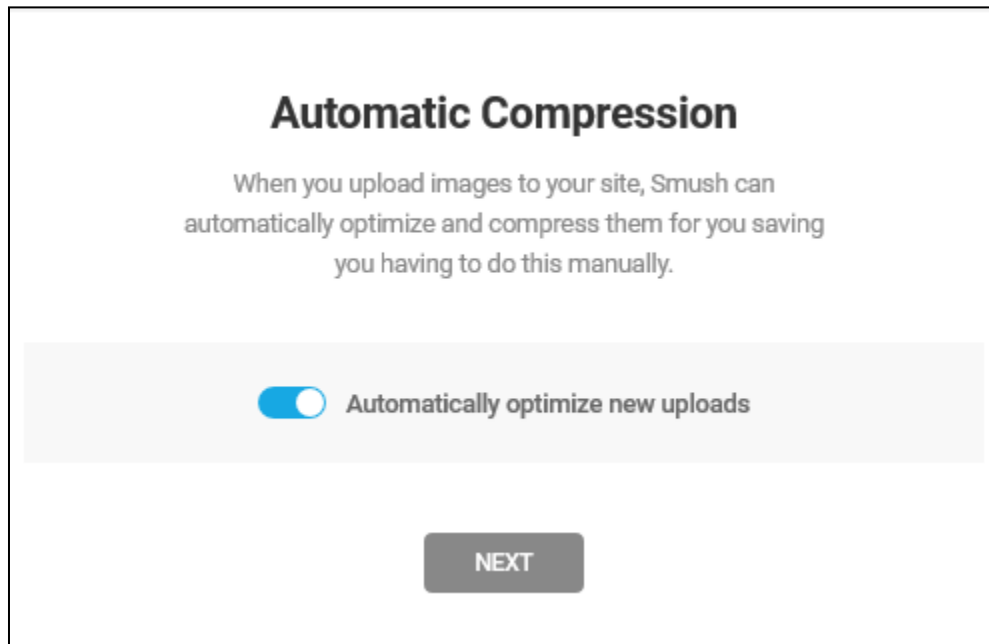 Automatic Compression
When you upload images to your site, Smush can
automatically optimize and compress them for you saving
you having to do this manually.
Automatically optimize new uploads
NEXT